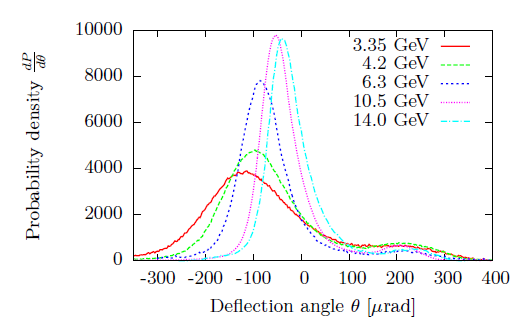 10000
8000
6000
4000
2000
0
Probability density dP/dθ
3.35 GeV
4.2 GeV
6.3 GeV
10.5 GeV
14.0 GeV
-300 -200 -100 0 100 200 300 400
Deflection angle θ [μrad]